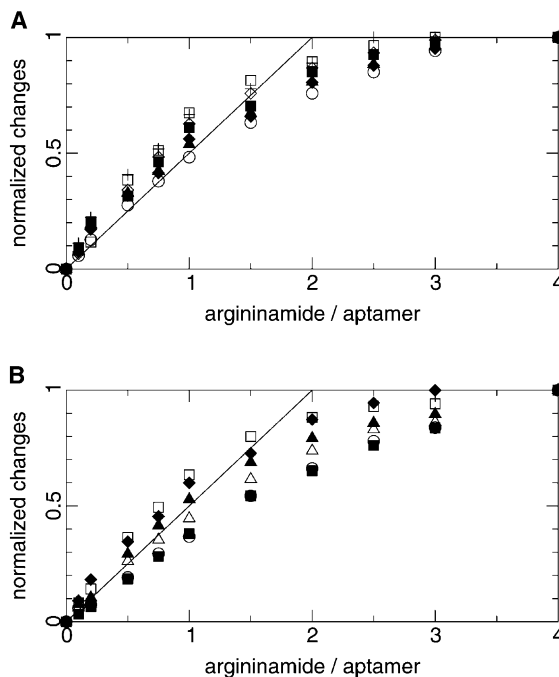 A
normalized changes
1
0.5
0
0 1 2 3 4
argininamide / aptamer
B
normalized changes
1
0.5
0
0 1 2 3 4
argininamide / aptamer